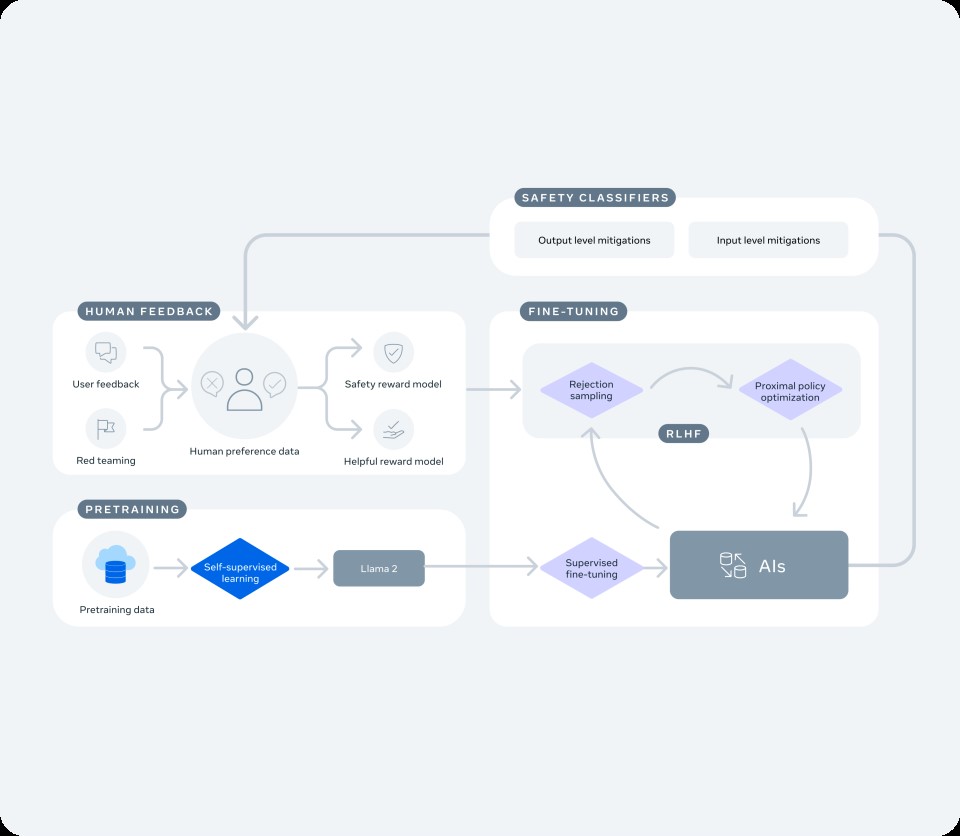 SAFETY CLASSIFIERS
Output level mitigations
Input level mitigations
HUMAN FEEDBACK
User feedback
Red teaming
Human preference data
Safety reward model
Helpful reward model
FINE-TUNING
Rejection
sampling
Proximal policy
optimization
RLHF
PRETRAINING
Pretraining data
Self-supervised
learning
Llama 2
Supervised
fine-tuning
AIs